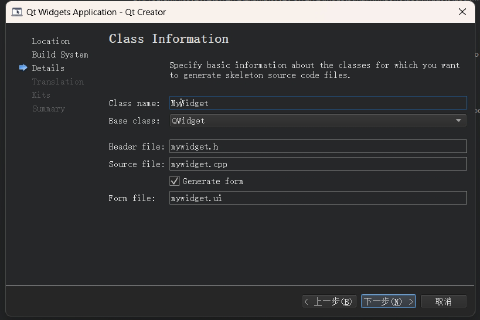 Qt Widgets Application - Qt Creator
Location
Build System
Details
Translation
Kits
Summary
Class Information
Specify basic information about the classes for which you want
to generate skeleton source code files.
Class name: MyWidget
Base class: QWidget
Header file: mywidget.h
Source file: mywidget.cpp
Generate form
Form file: mywidget.ui
< 上一步(B)
下一步(N) >
取消